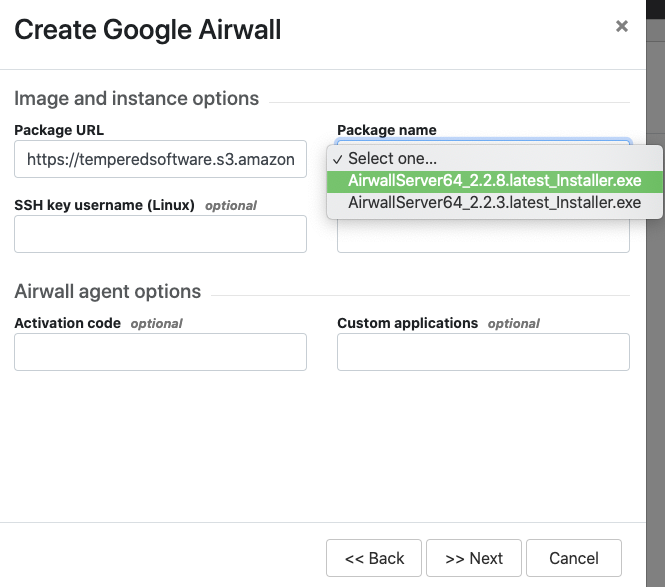 Create Google Airwall ×
Image and instance options
Package URL Package name
https://temperedsoftware.s3.amazon ✓ Select one...
AirwallServer64_2.2.8.latest_Installer.exe
SSH key username (Linux) optional AirwallServer64_2.2.3.latest_Installer.exe
Airwall agent options
Activation code optional Custom applications optional
<< Back >> Next Cancel